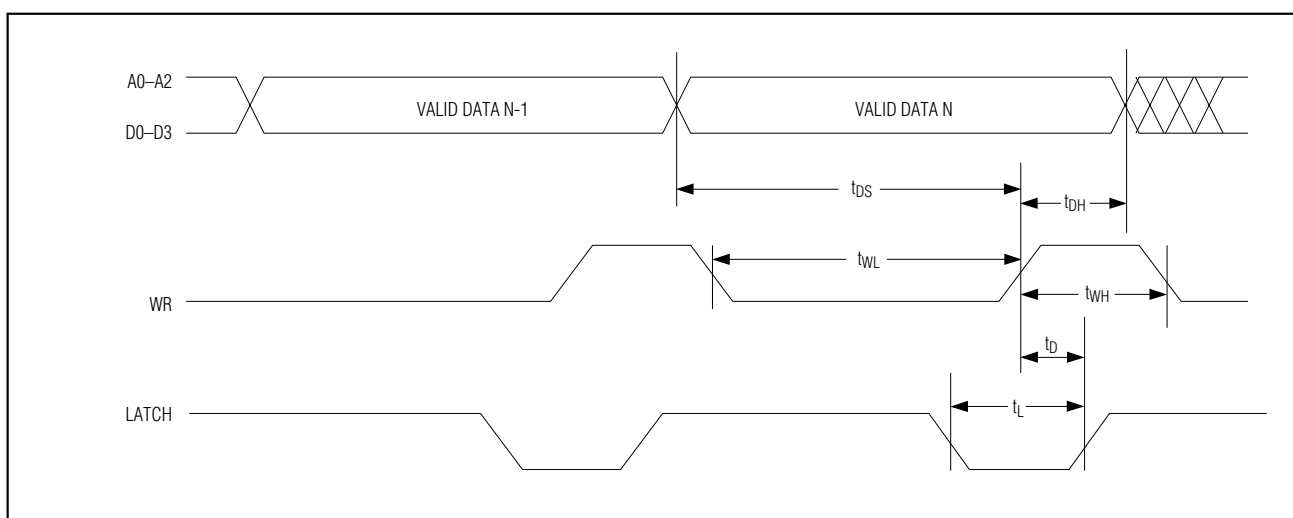 A0–A2
VALID DATA N-1
VALID DATA N
D0–D3
tDS
tDH
tWL
WR
tWH
tD
LATCH
tL